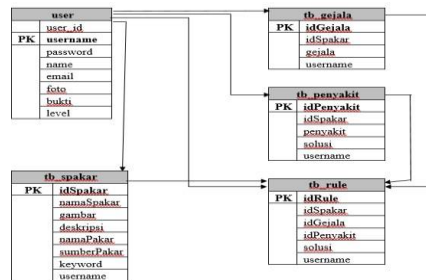 user
user_id
PK username
password
name
email
foto
bukti
level
tb_gejala
PK idGejala
idSpakar
gejala
username
tb_penyakit
PK idPenyakit
idSpakar
penyakit
solusi
username
tb_spakar
PK idSpakar
namaSpakar
gambar
deskripsi
namaPakar
sumberPakar
keyword
username
tb_rule
PK idRule
idSpakar
idGejala
idPenyakit
solusi
username